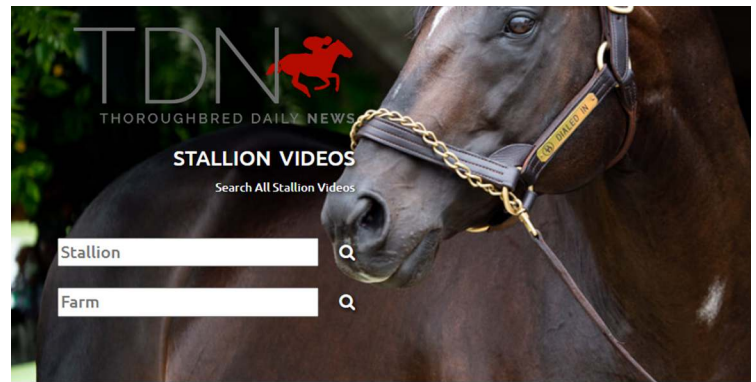 TDN
THOROUGHBRED DAILY NEWS
STALLION VIDEOS
Search All Stallion Videos
Stallion
Farm
DIALED IN